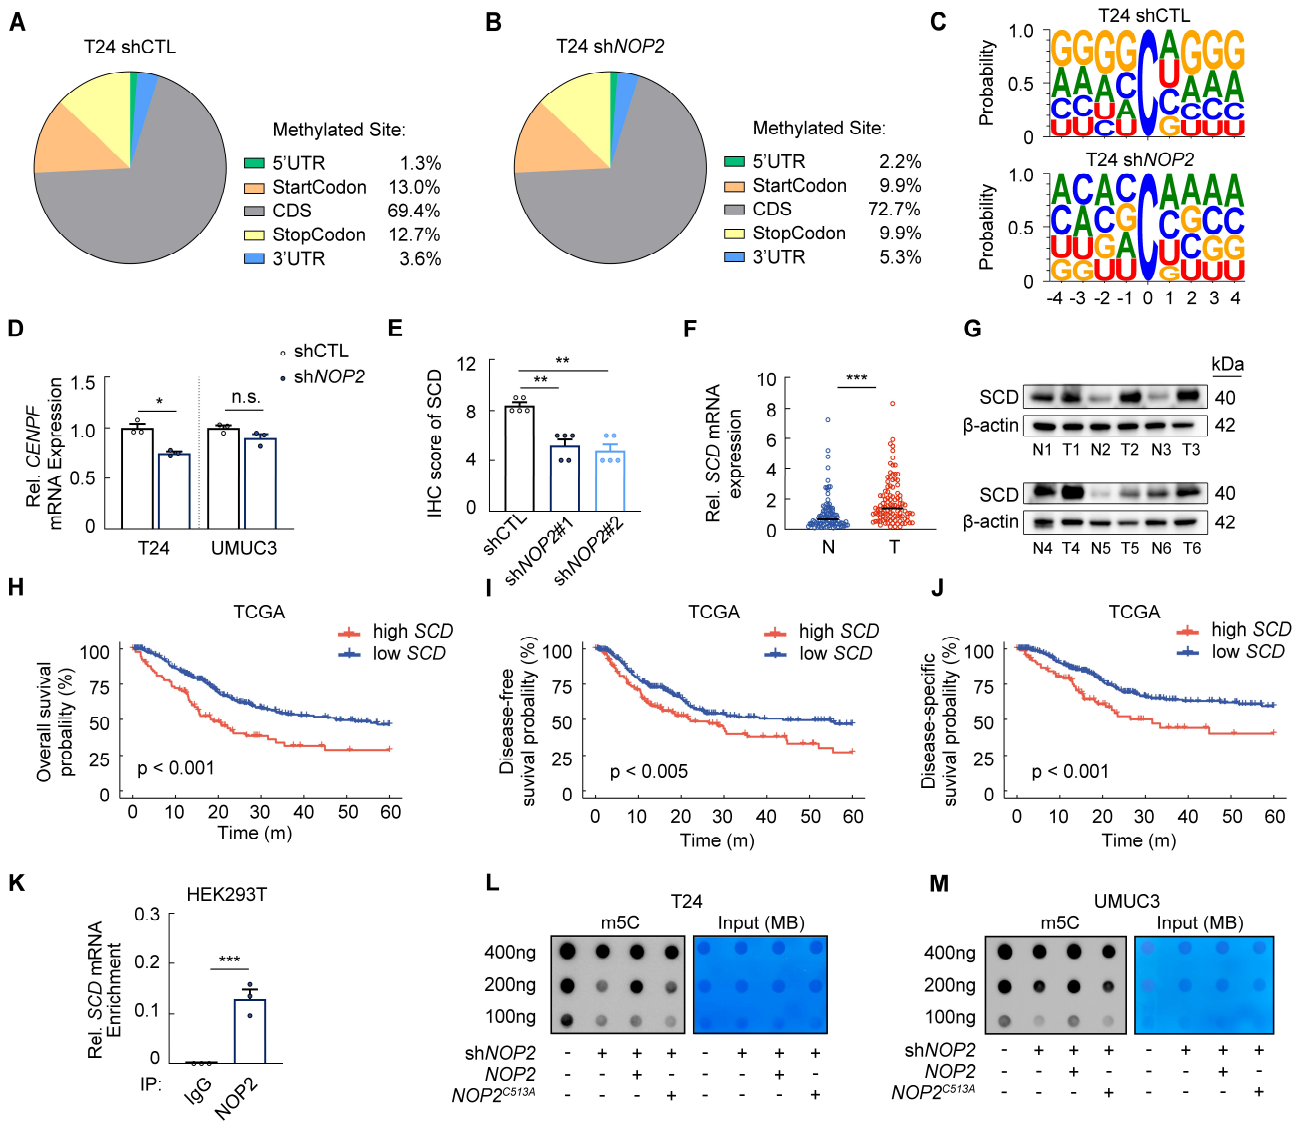 A
T24 shCTL
Methylated Site:
5'UTR 1.3%
StartCodon 13.0%
CDS 69.4%
StopCodon 12.7%
3'UTR 3.6%
B
T24 shNOP2
Methylated Site:
5'UTR 2.2%
StartCodon 9.9%
CDS 72.7%
StopCodon 9.9%
3'UTR 5.3%
C
T24 shCTL
Probability
1.0
0.5
0
GGGGCAGGG
AAACUAAA
CCUACCCC
UUCUGUUU
T24 shNOP2
Probability
1.0
0.5
0
ACACCAAAA
CACGCGCC
UUGAUCGG
GGUUGUUU
-4 -3 -2 -1 0 1 2 3 4
D
shCTL
shNOP2
Rel. CENPF
mRNA Expression
1.5
1.0
0.5
0
*
n.s.
T24 UMUC3
E
IHC score of SCD
12
8
4
0
**
**
shCTL
shNOP2#1
shNOP2#2
F
Rel. SCD mRNA
expression
10
8
6
4
2
0
***
N T
G
kDa
SCD 40
β-actin 42
N1 T1 N2 T2 N3 T3
SCD 40
β-actin 42
N4 T4 N5 T5 N6 T6
H
TCGA
high SCD
low SCD
Overall survival
probality (%)
100
75
50
25
0
p < 0.001
0 10 20 30 40 50 60
Time (m)
I
TCGA
high SCD
low SCD
Disease-free
suvival probality (%)
100
75
50
25
0
p < 0.005
0 10 20 30 40 50 60
Time (m)
J
TCGA
high SCD
low SCD
Disease-specific
suvival probality (%)
100
75
50
25
0
p < 0.001
0 10 20 30 40 50 60
Time (m)
K
HEK293T
Rel. SCD mRNA
Enrichment
0.3
0.2
0.1
0
***
IP:
IgG
NOP2
L
T24
m5C Input (MB)
400ng
200ng
100ng
shNOP2 - + + + - + + +
NOP2 - - + - - - + -
NOP2C513A - - - + - - - +
M
UMUC3
m5C Input (MB)
400ng
200ng
100ng
shNOP2 - + + + - + + +
NOP2 - - + - - - + -
NOP2C513A - - - + - - - +